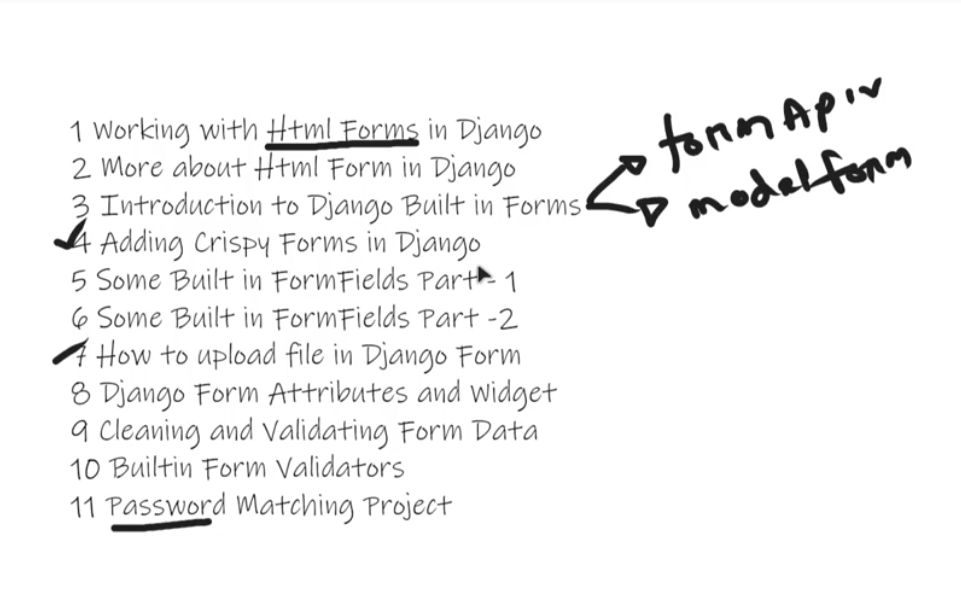 1 Working with Html Forms in Django
2 More about Html Form in Django
3 Introduction to Django Built in Forms
4 Adding Crispy Forms in Django
5 Some Built in FormFields Part - 1
6 Some Built in FormFields Part -2
7 How to upload file in Django Form
8 Django Form Attributes and Widget
9 Cleaning and Validating Form Data
10 Builtin Form Validators
11 Password Matching Project
form Api
model form